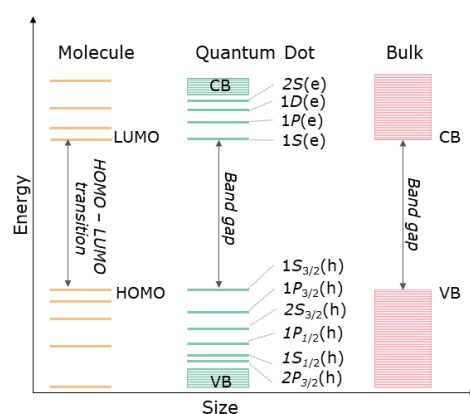 Molecule
Quantum Dot
Bulk
CB
2S(e)
1D(e)
1P(e)
1S(e)
LUMO
CB
HOMO – LUMO
transition
Band gap
Band gap
Energy
1S3/2(h)
1P3/2(h)
2S3/2(h)
1P1/2(h)
1S1/2(h)
2P3/2(h)
HOMO
VB
VB
Size